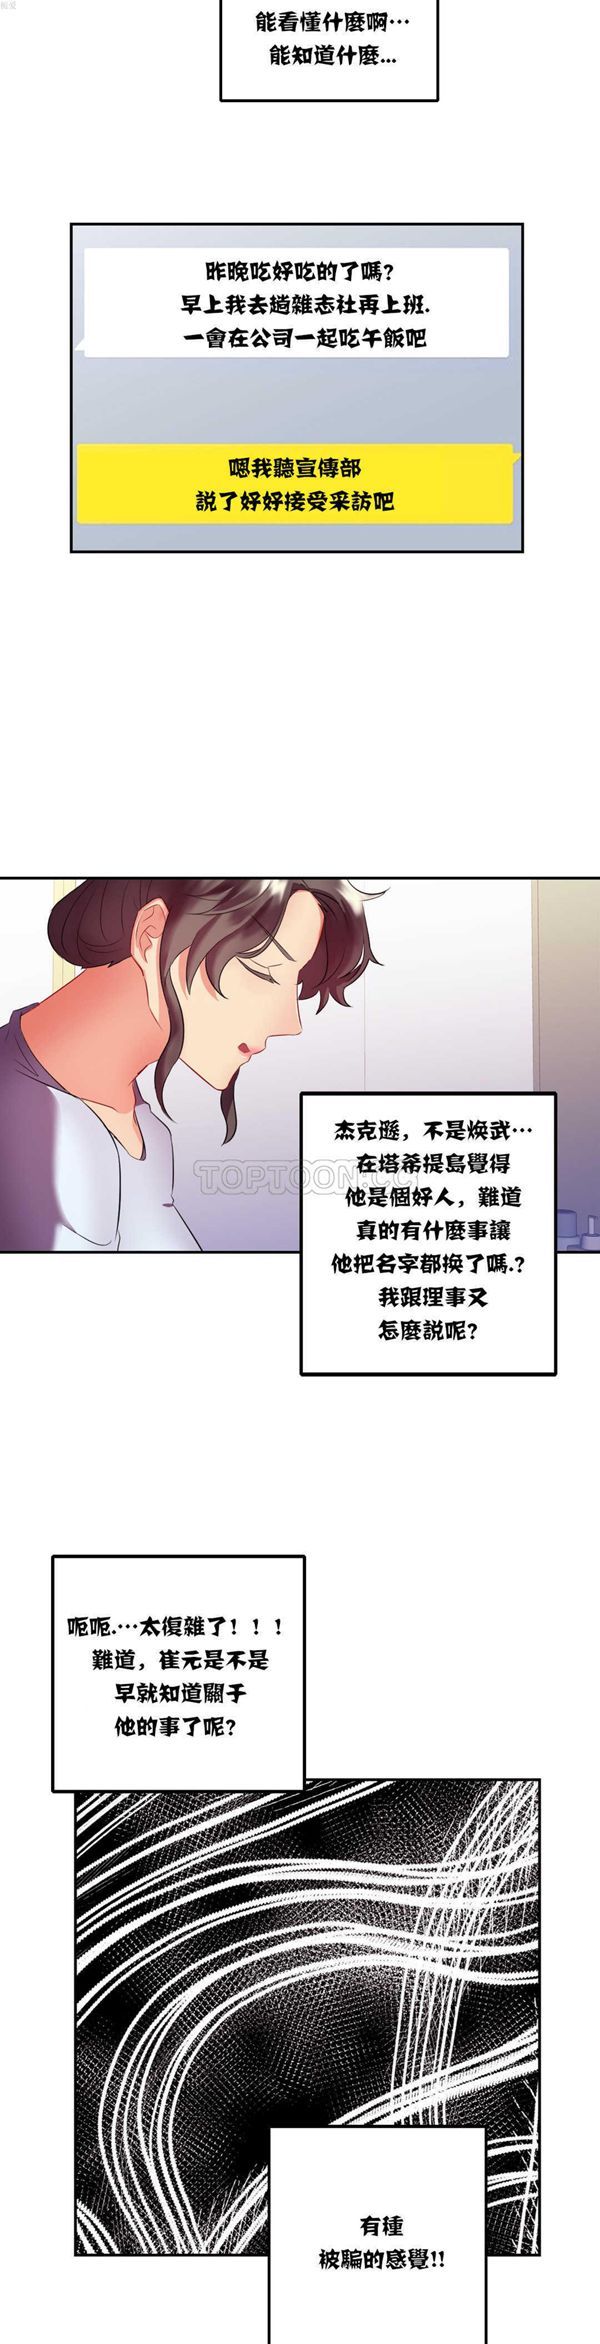 能看懂什麼啊…
能知道什麼...
昨晚吃好吃的了嗎?
早上我去趟雜志社再上班.
一會在公司一起吃午飯吧
嗯我聽宣傳部
説了好好接受采訪吧
杰克遜，不是煥武…
在塔希提島覺得
他是個好人，難道
真的有什麼事讓
他把名字都换了嗎.?
我跟理事又
怎麼説呢?
TOPTOON.CC
呃呃.…太復雜了！！！
難道，崔元是不是
早就知道關于
他的事了呢?
有種
被騙的感覺!!